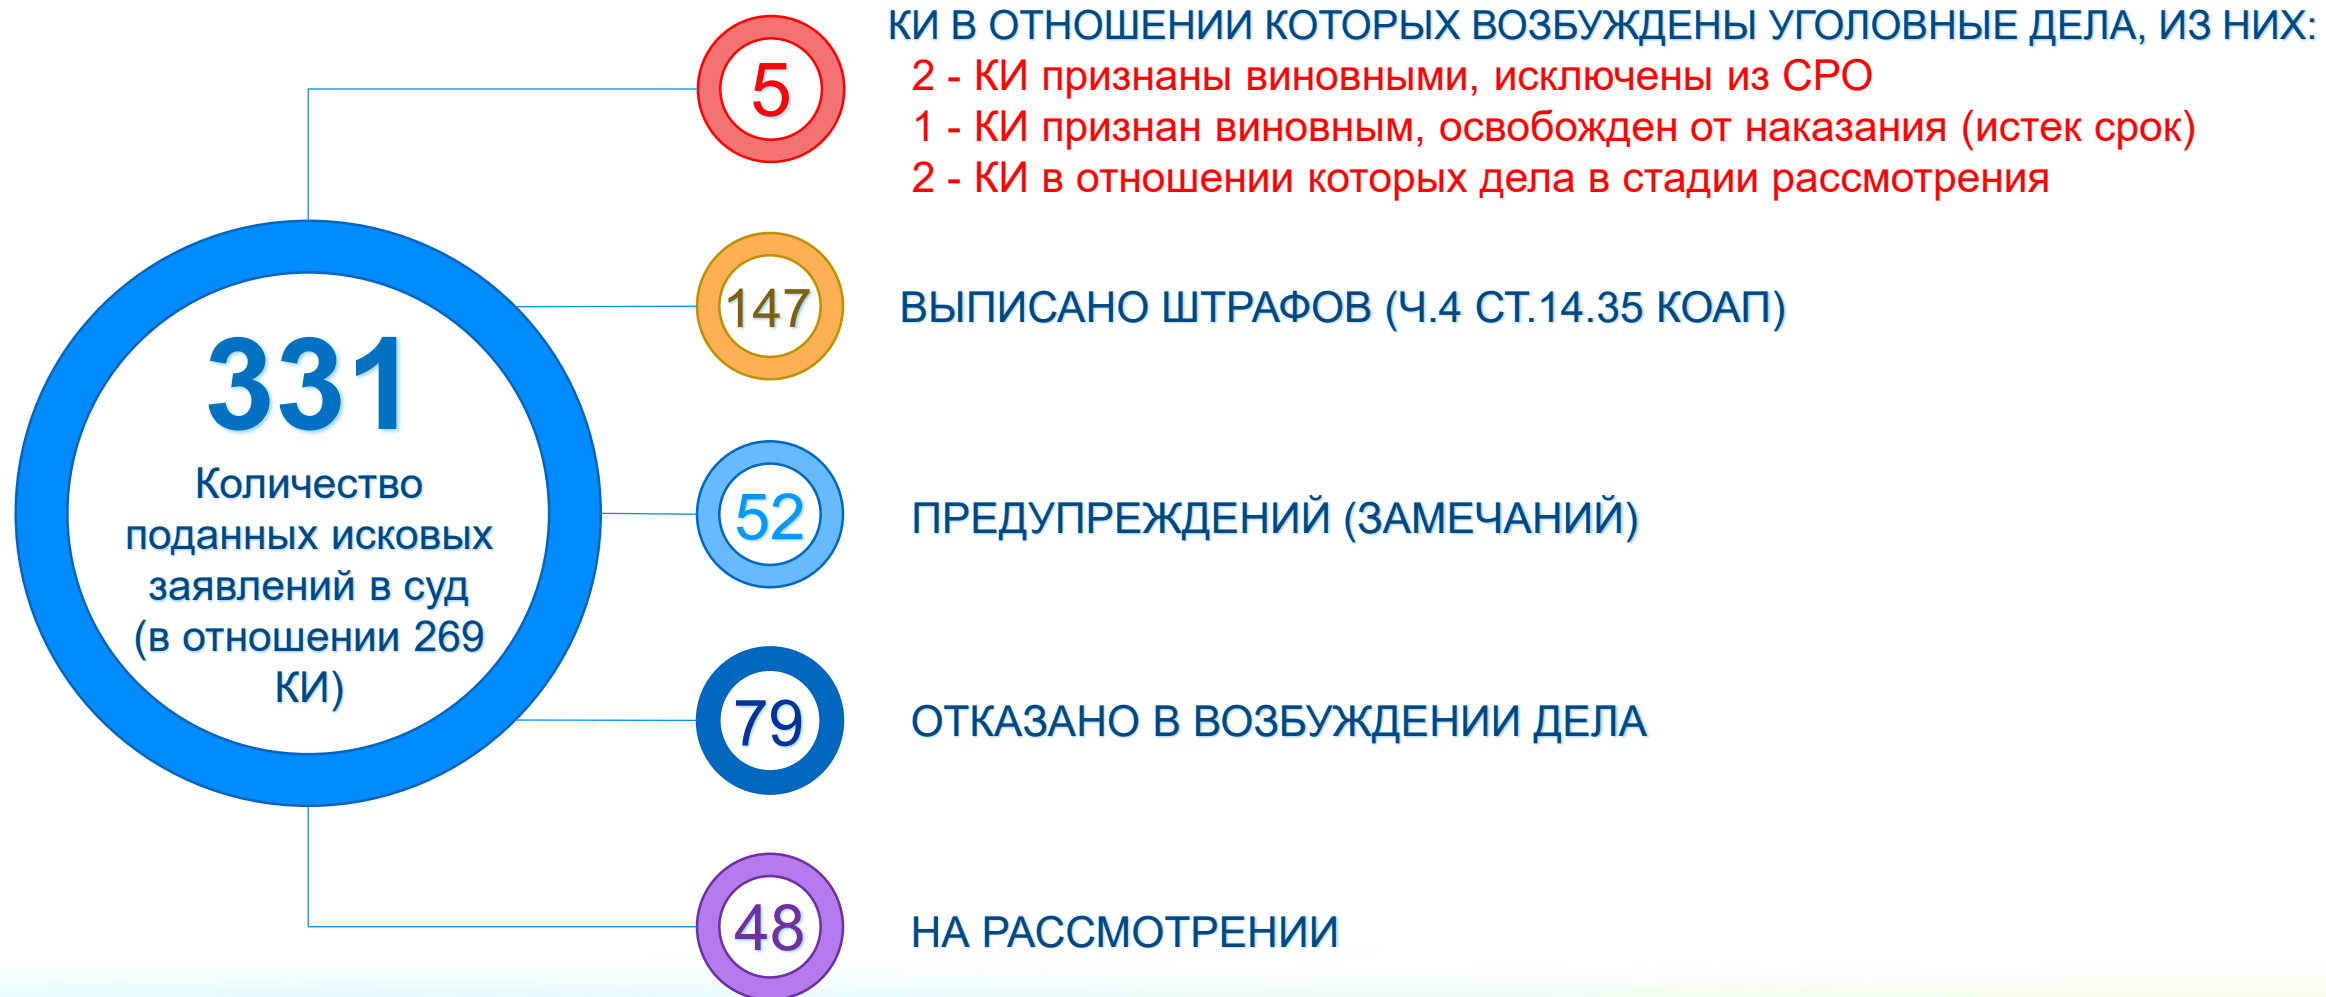 КИ В ОТНОШЕНИИ КОТОРЫХ ВОЗБУЖДЕНЫ УГОЛОВНЫЕ ДЕЛА, ИЗ НИХ:
5
2 - КИ признаны виновными, исключены из СРО
1 - КИ признан виновным, освобожден от наказания (истек срок)
2 - КИ в отношении которых дела в стадии рассмотрения
147
ВЫПИСАНО ШТРАФОВ (Ч.4 СТ.14.35 КОАП)
331
Количество
поданных исковых
заявлений в суд
(в отношении 269
КИ)
52
ПРЕДУПРЕЖДЕНИЙ (ЗАМЕЧАНИЙ)
79
ОТКАЗАНО В ВОЗБУЖДЕНИИ ДЕЛА
48
НА РАССМОТРЕНИИ